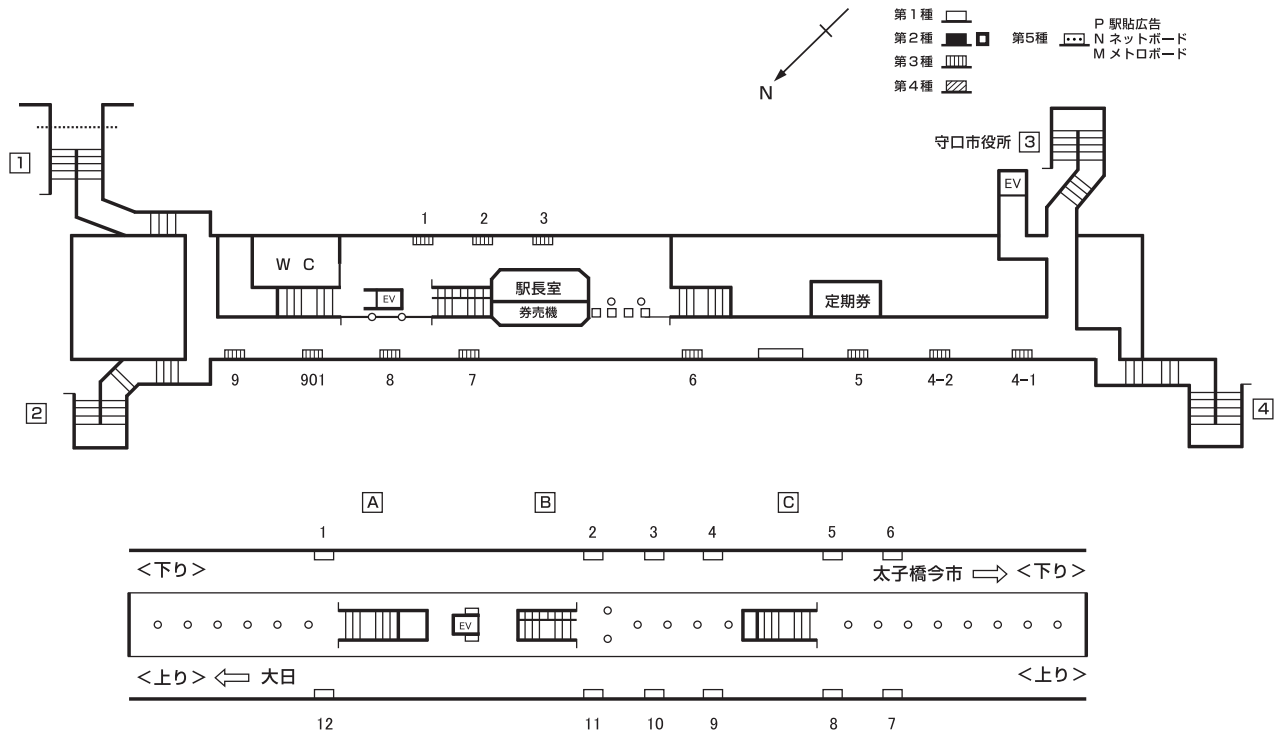 第1種
第2種
第3種
第4種
第5種
P 駅貼広告
N ネットボード
M メトロボード
N
1
守口市役所 3
EV
1 2 3
W C
EV
駅長室
券売機
定期券
9 901 8 7 6 5 4-2 4-1
2
4
A B C
1 2 3 4 5 6
<下り>
太子橋今市
<下り>
EV
<上り>
大日
<上り>
12 11 10 9 8 7